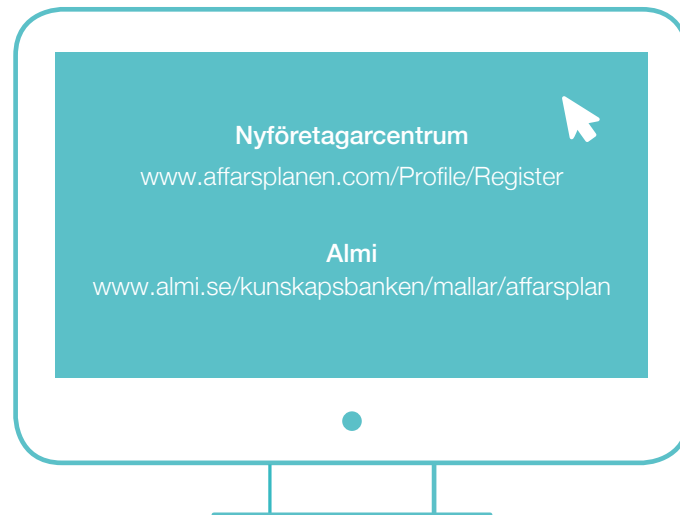 Nyföretagarcentrum
www.affarsplanen.com/Profile/Register
Almi
www.almi.se/kunskapsbanken/mallar/affarsplan